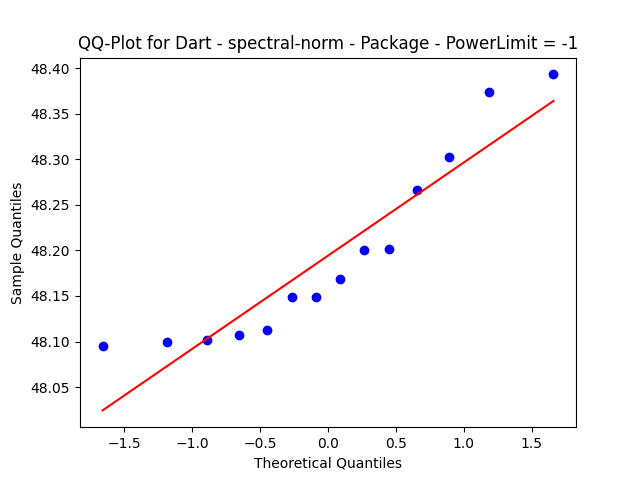 QQ-Plot for Dart - spectral-norm - Package - PowerLimit = -1
48.40
48.35
48.30
48.25
48.20
48.15
48.10
48.05
Sample Quantiles
−1.5 −1.0 −0.5 0.0 0.5 1.0 1.5
Theoretical Quantiles